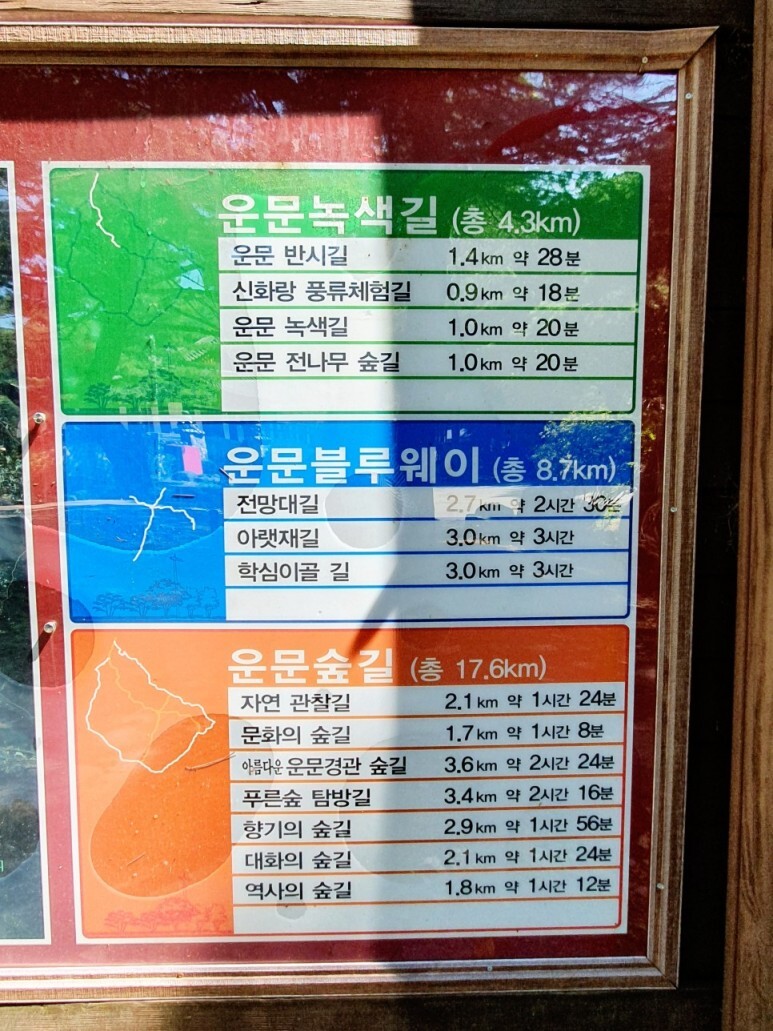 운문녹색길 (총 4.3km)
운문 반시길 1.4km 약 28분
신화랑 풍류체험길 0.9km 약 18분
운문 녹색길 1.0km 약 20분
운문 전나무 숲길 1.0km 약 20분
운문블루웨이 (총 8.7km)
전망대길 2.7km 약 2시간 30분
아랫재길 3.0km 약 3시간
학심이골 길 3.0km 약 3시간
운문숲길 (총 17.6km)
자연 관찰길 2.1km 약 1시간 24분
문화의 숲길 1.7km 약 1시간 8분
아름다운 운문경관 숲길 3.6km 약 2시간 24분
푸른숲 탐방길 3.4km 약 2시간 16분
향기의 숲길 2.9km 약 1시간 56분
대화의 숲길 2.1km 약 1시간 24분
역사의 숲길 1.8km 약 1시간 12분